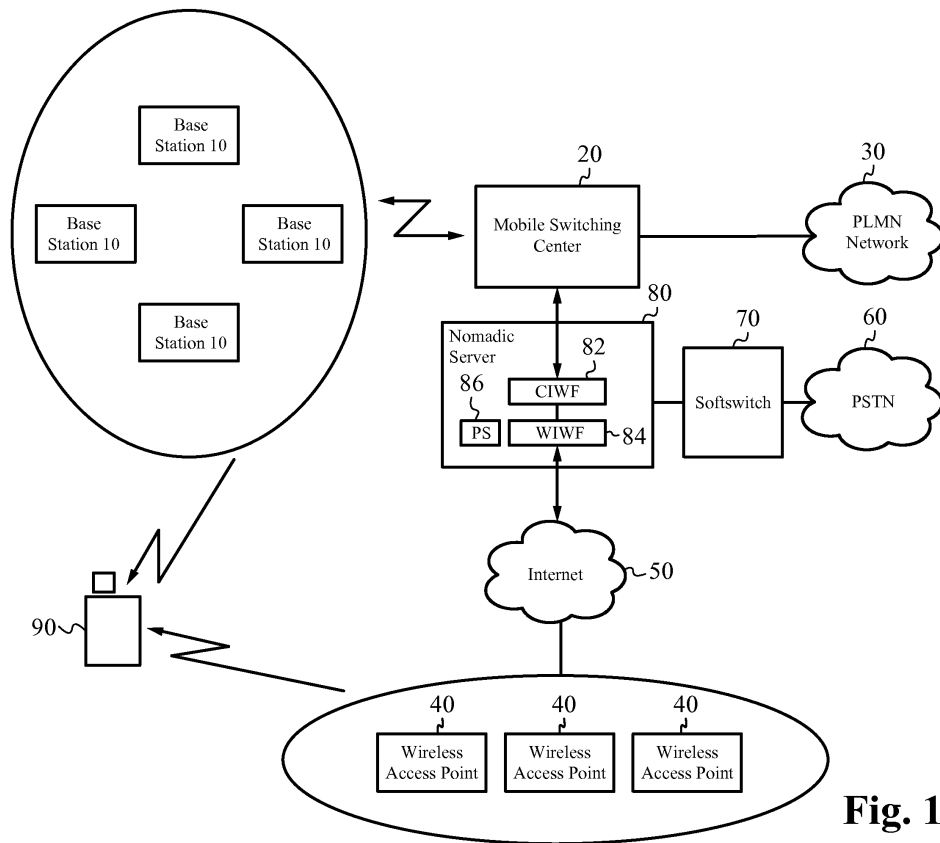 Base
Station 10
Base
Station 10
Base
Station 10
Base
Station 10
20
Mobile Switching
Center
30
PLMN
Network
80
Nomadic
Server
82
CIWF
86
PS
WIWF
84
70
Softswitch
60
PSTN
Internet
50
90
40
Wireless
Access Point
40
Wireless
Access Point
40
Wireless
Access Point
Fig. 1